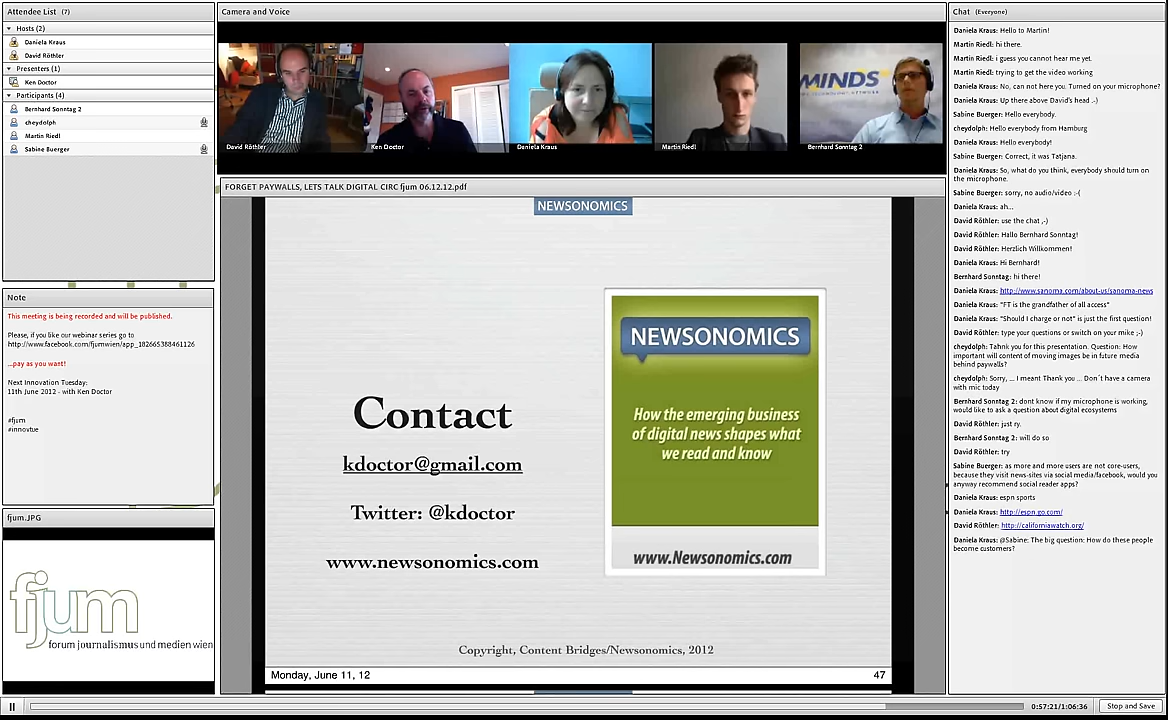 Attendee List (7)
Hosts (2)
Daniela Kraus
David Röthler
Presenters (1)
Ken Doctor
Participants (4)
Bernhard Sonntag 2
cheydolph
Martin Riedl
Sabine Buerger
Note
This meeting is being recorded and will be published.
Please, if you like our webinar series go to
http://www.facebook.com/fjumwien/app_182665388461126
...pay as you want!
Next Innovation Tuesday:
11th June 2012 - with Ken Doctor
#fjum
#innovtue
fjum.JPG
fjum
forum journalismus und medien wien
Camera and Voice
MINDS
David Röthler
Ken Doctor
Daniela Kraus
Martin Riedl
Bernhard Sonntag 2
FORGET PAYWALLS, LETS TALK DIGITAL CIRC fjum 06.12.12.pdf
NEWSONOMICS
Contact
kdoctor@gmail.com
Twitter: @kdoctor
www.newsonomics.com
NEWSONOMICS
How the emerging business
of digital news shapes what
we read and know
www.Newsonomics.com
Copyright, Content Bridges/Newsonomics, 2012
Monday, June 11, 12
47
Chat (Everyone)
Daniela Kraus: Hello to Martin!
Martin Riedl: hi there.
Martin Riedl: i guess you cannot hear me yet.
Martin Riedl: trying to get the video working
Daniela Kraus: No, can not here you. Turned on your microphone?
Daniela Kraus: Up there above David's head .-)
Sabine Buerger: Hello everybody.
cheydolph: Hello everybody from Hamburg
Daniela Kraus: Hello everybody!
Sabine Buerger: Correct, it was Tatjana.
Daniela Kraus: So, what do you think, everybody should turn on
the microphone.
Sabine Buerger: sorry, no audio/video :-(
Daniela Kraus: ah...
David Röthler: use the chat ,-)
David Röthler: Hallo Bernhard Sonntag!
David Röthler: Herzlich Willkommen!
Daniela Kraus: Hi Bernhard!
Bernhard Sonntag: hi there!
Daniela Kraus: http://www.sanoma.com/about-us/sanoma-news
Daniela Kraus: "FT is the grandfather of all access"
Daniela Kraus: "Should I charge or not" is just the first question!
David Röthler: type your questions or switch on your mike ;-)
cheydolph: Tahnk you for this presentation. Question: How
important will content of moving images be in future media
behind paywalls?
cheydolph: Sorry, ... I meant Thank you ... Don´t have a camera
with mic today
Bernhard Sonntag 2: dont know if my microphone is working,
would like to ask a question about digital ecosystems
David Röthler: just ry.
Bernhard Sonntag 2: will do so
David Röthler: try
Sabine Buerger: as more and more users are not core-users,
because they visit news-sites via social media/facebook, would you
anyway recommend social reader apps?
Daniela Kraus: espn sports
Daniela Kraus: http://espn.go.com/
David Röthler: http://californiawatch.org/
Daniela Kraus: @Sabine: The big question: How do these people
become customers?
0:57:21/1:06:36
Stop and Save